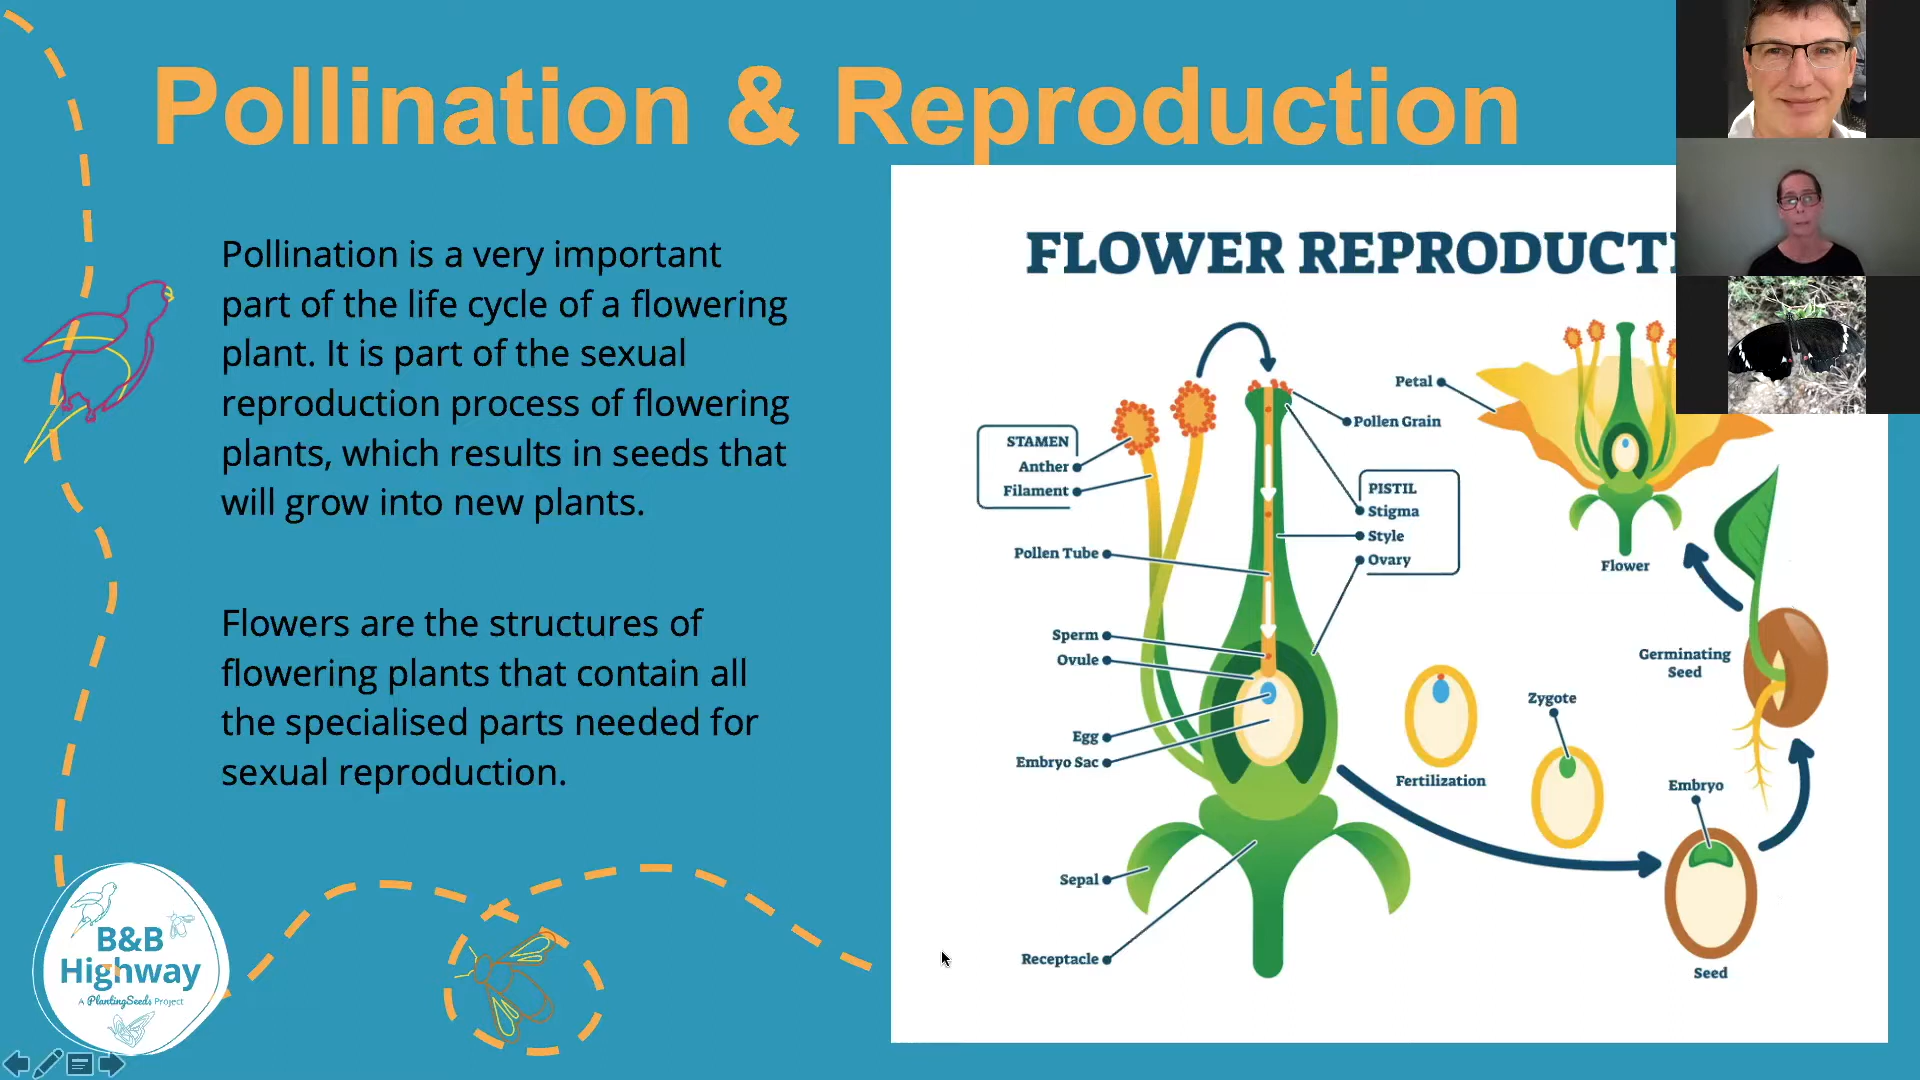 Pollination & Reproduction
Pollination is a very important
part of the life cycle of a flowering
plant. It is part of the sexual
reproduction process of flowering
plants, which results in seeds that
will grow into new plants.
Flowers are the structures of
flowering plants that contain all
the specialised parts needed for
sexual reproduction.
B&B
Highway
A PlantingSeeds Project
FLOWER REPRODUCTI
STAMEN
Anther
Filament
Pollen Tube
Sperm
Ovule
Egg
Embryo Sac
Sepal
Receptacle
Pollen Grain
PISTIL
Stigma
Style
Ovary
Petal
Flower
Germinating
Seed
Fertilization
Zygote
Embryo
Seed